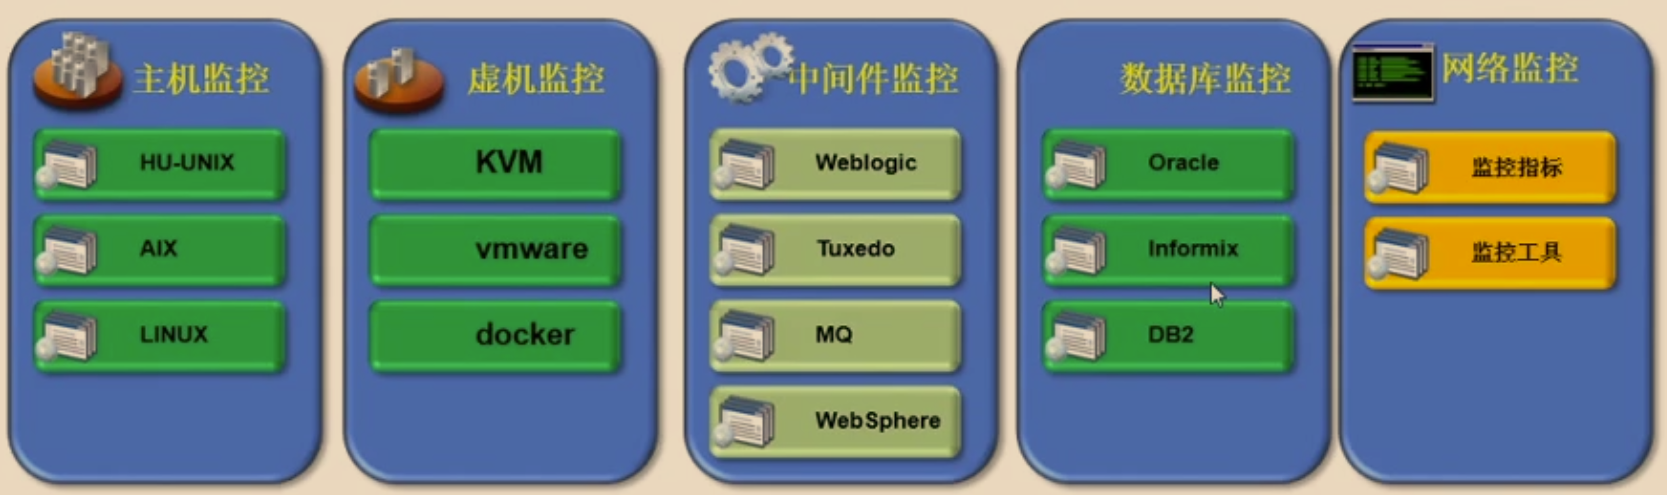 主机监控
HU-UNIX
AIX
LINUX
虚机监控
KVM
vmware
docker
中间件监控
Weblogic
Tuxedo
MQ
WebSphere
数据库监控
Oracle
Informix
DB2
网络监控
监控指标
监控工具